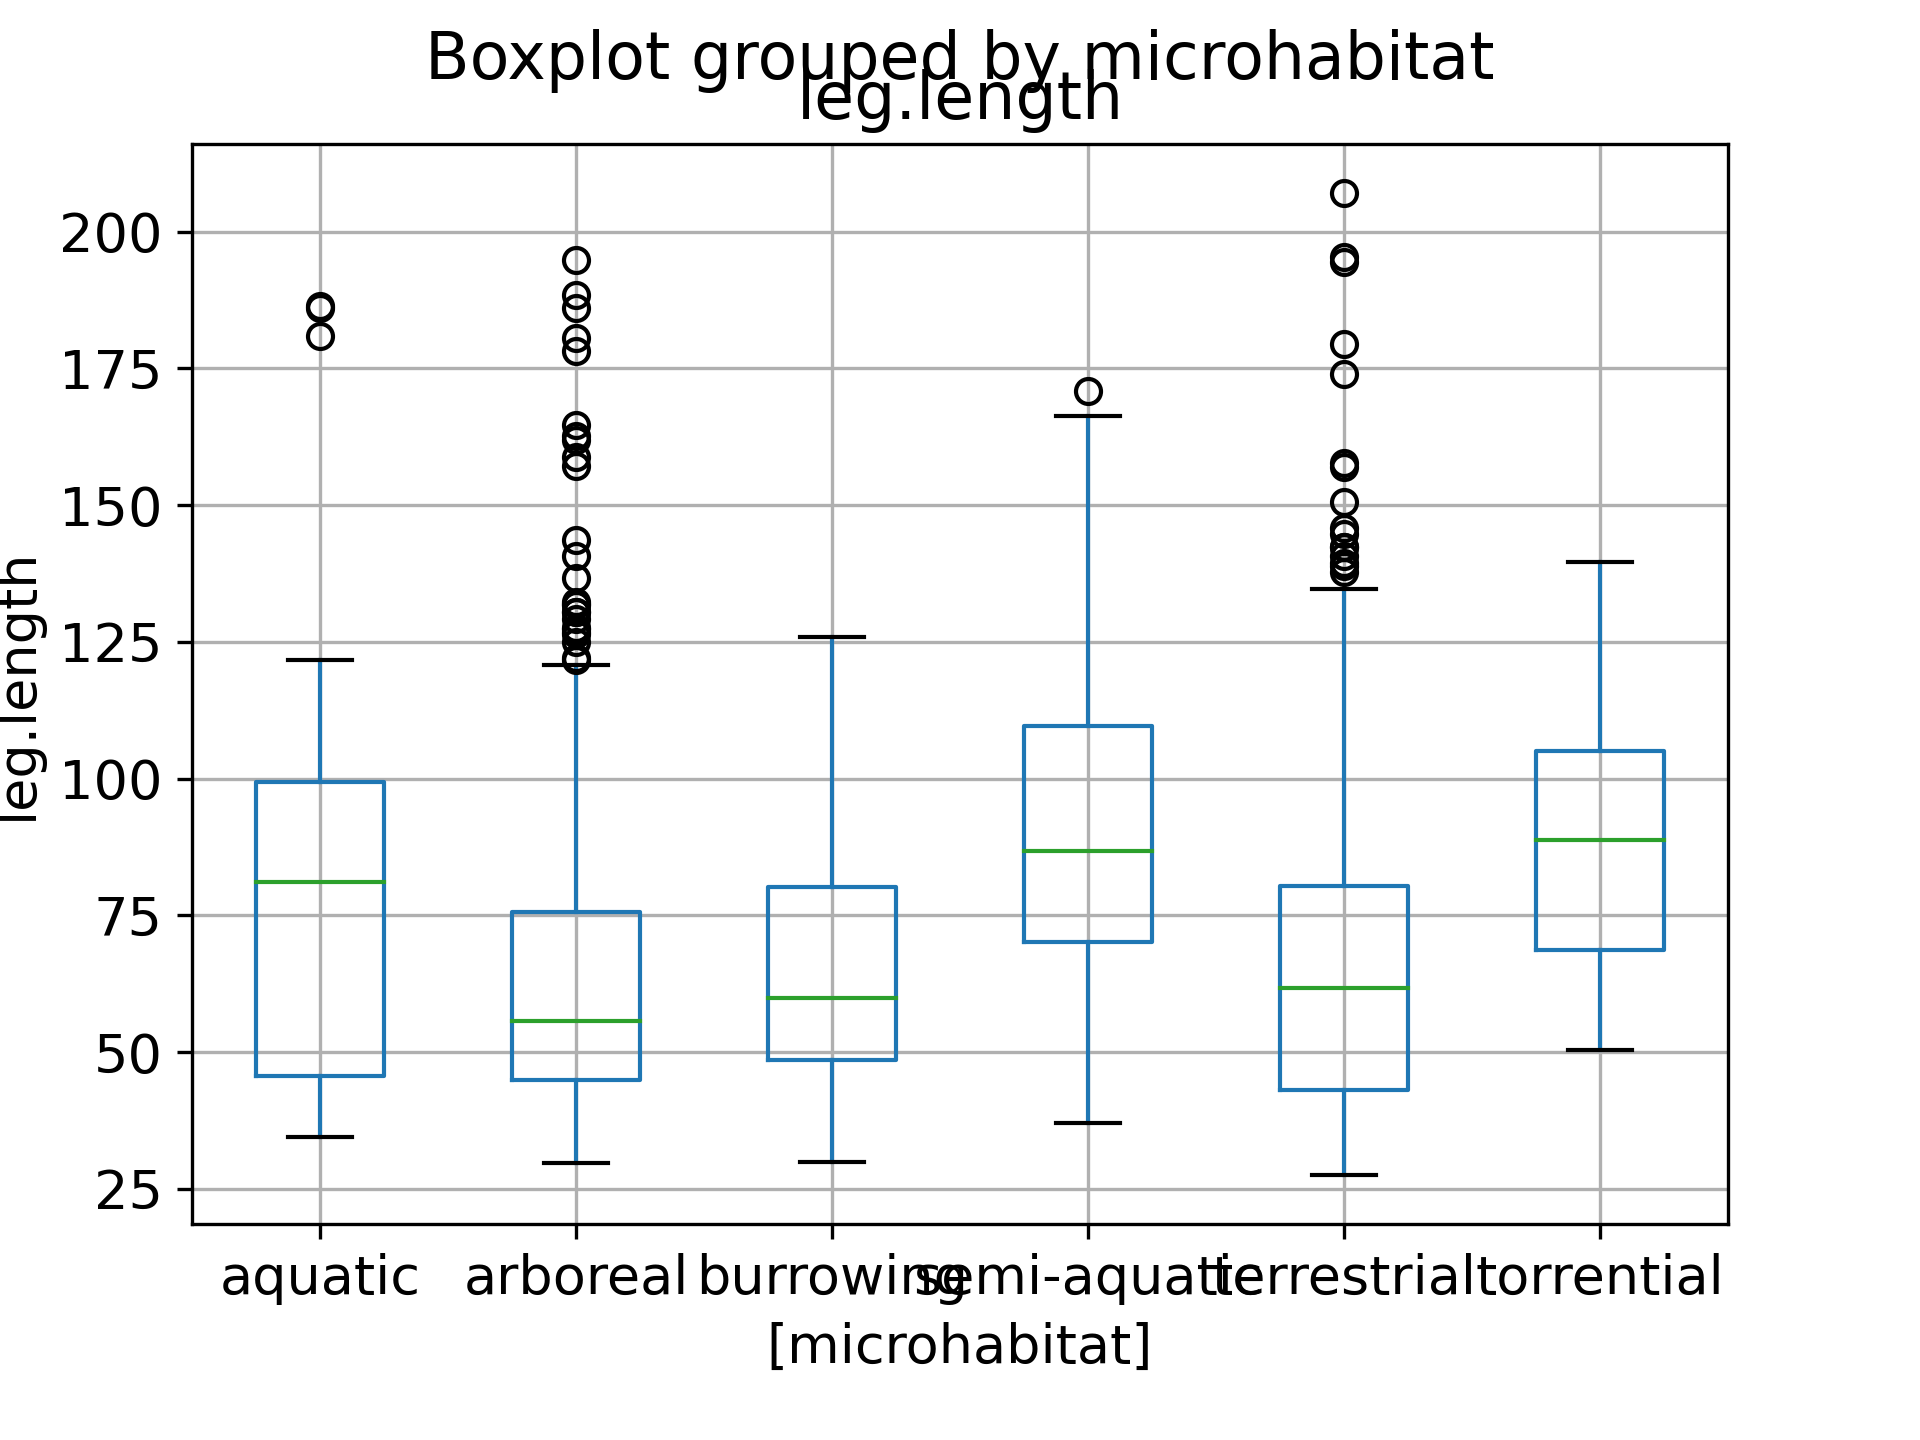 Boxplot grouped by microhabitat
leg.length
leg.length
200
175
150
125
100
75
50
25
aquatic arboreal burrowing semi-aquatic terrestrial torrential
[microhabitat]